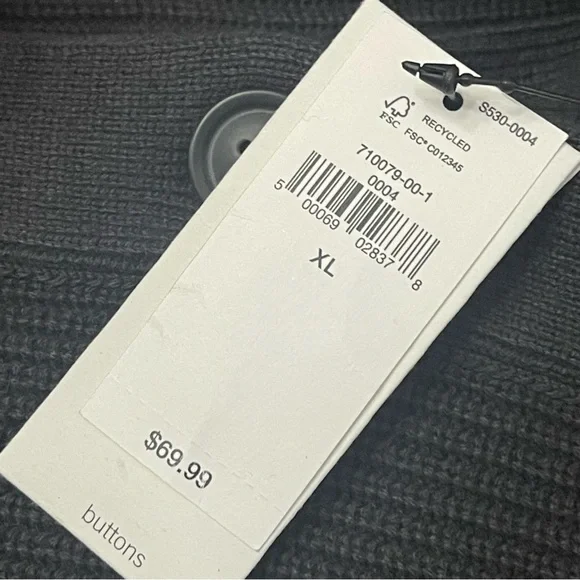 S530-0004
FSC
RECYCLED
FSC® C012345
710079-00-1
0004
5 00069 02837 8
XL
$69.99
buttons